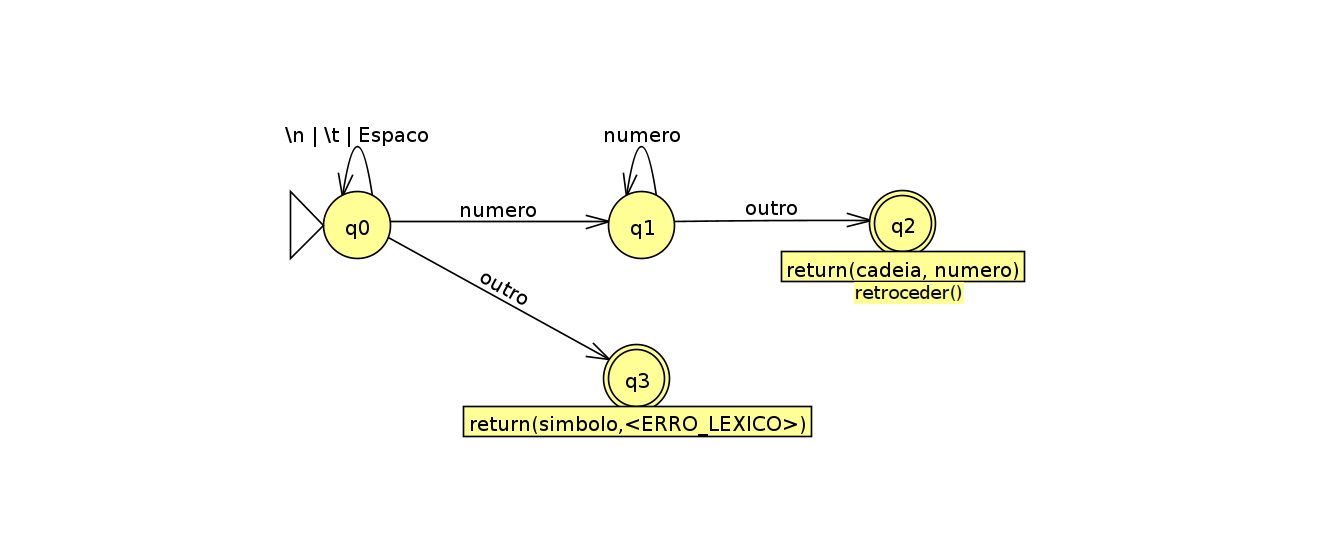 \n | \t | Espaco
numero
q0
numero
q1
outro
q2
return(cadeia, numero)
retroceder()
outro
q3
return(simbolo,<ERRO_LEXICO>)